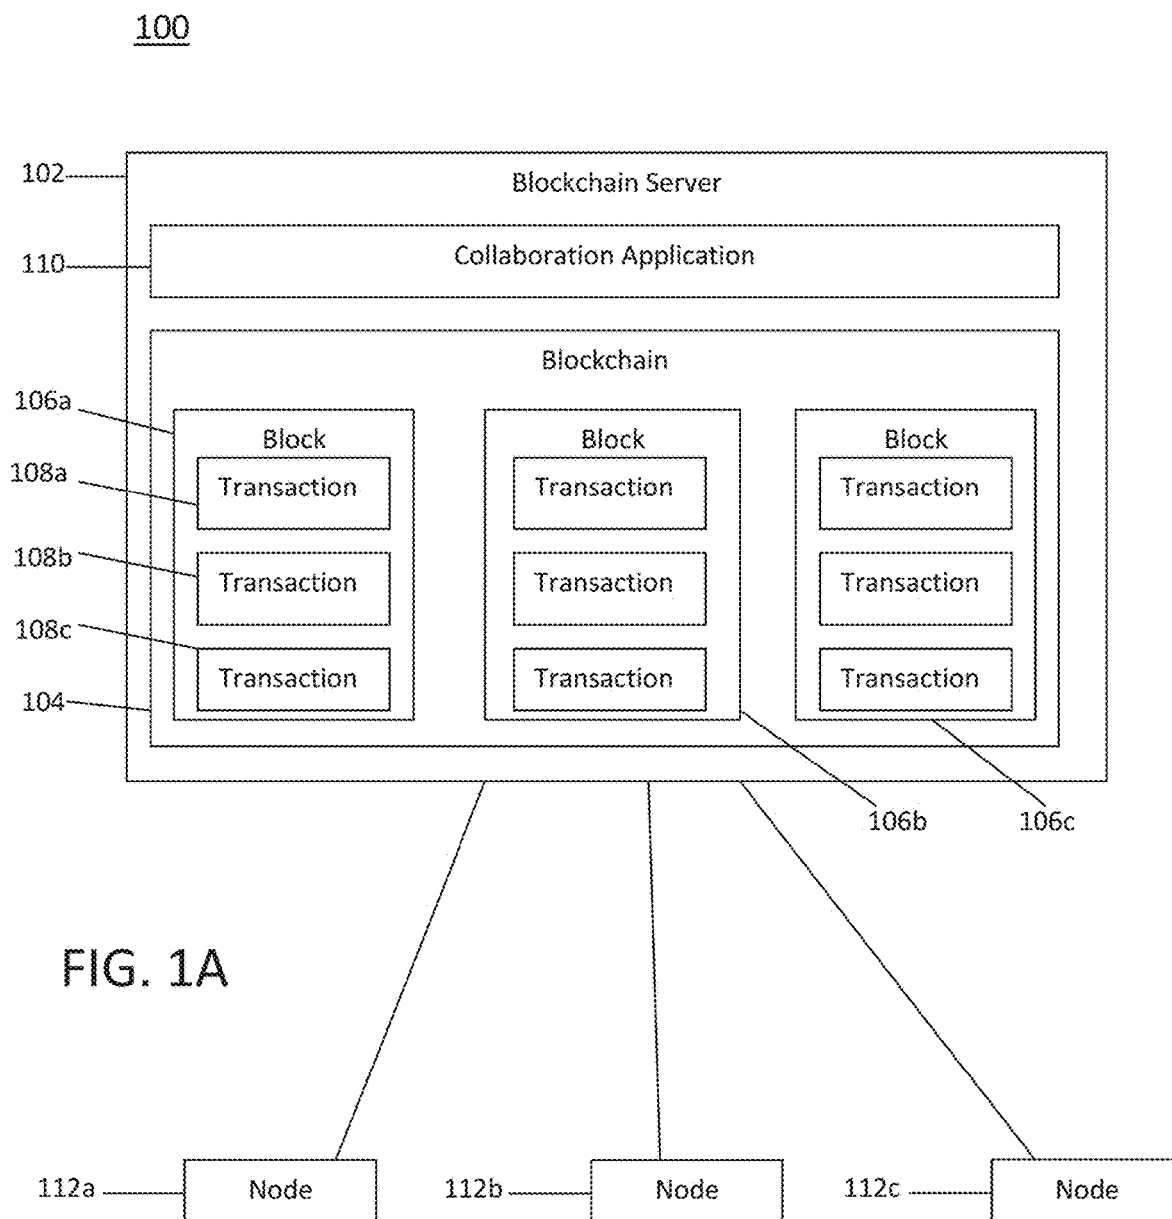 100
102
Blockchain Server
110
Collaboration Application
Blockchain
106a
Block
Block
Block
108a
Transaction
Transaction
Transaction
108b
Transaction
Transaction
Transaction
108c
Transaction
Transaction
Transaction
104
106b
106c
FIG. 1A
112a
Node
112b
Node
112c
Node